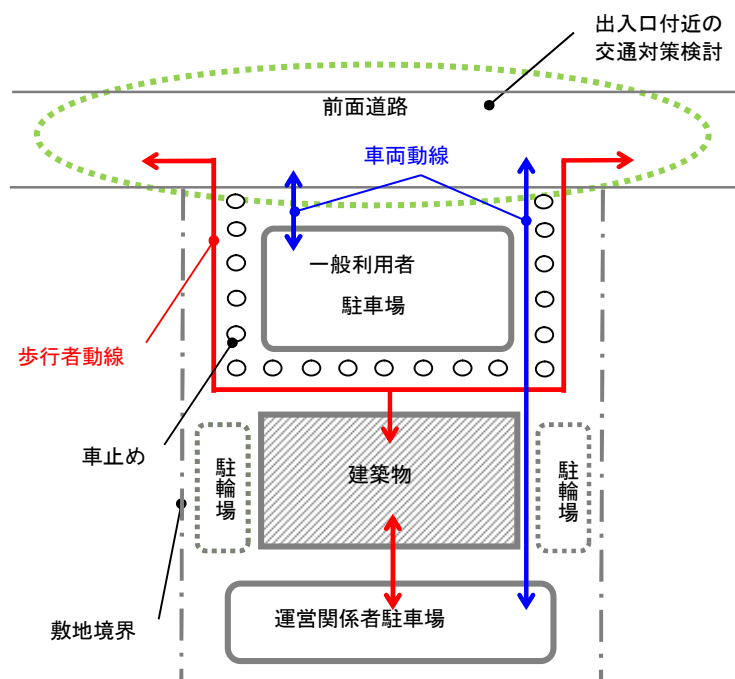 出入口付近の
交通対策検討
前面道路
車両動線
一般利用者
駐車場
歩行者動線
車止め
駐輪場
建築物
駐輪場
敷地境界
運営関係者駐車場